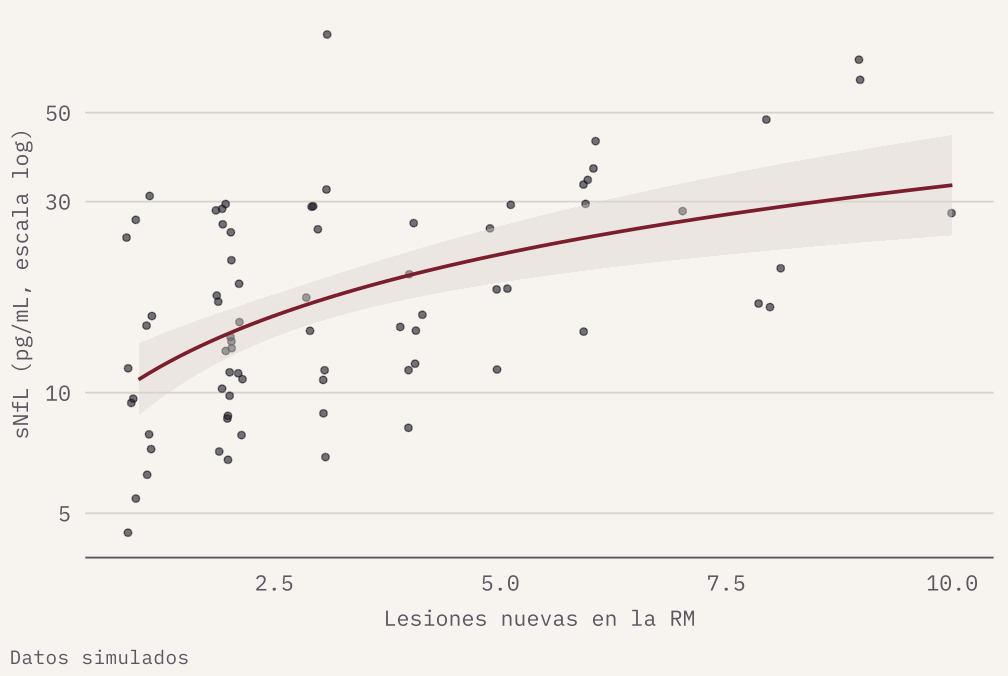 50
30
10
5
sNfL (pg/mL, escala log)
2.5 5.0 7.5 10.0
Lesiones nuevas en la RM
Datos simulados